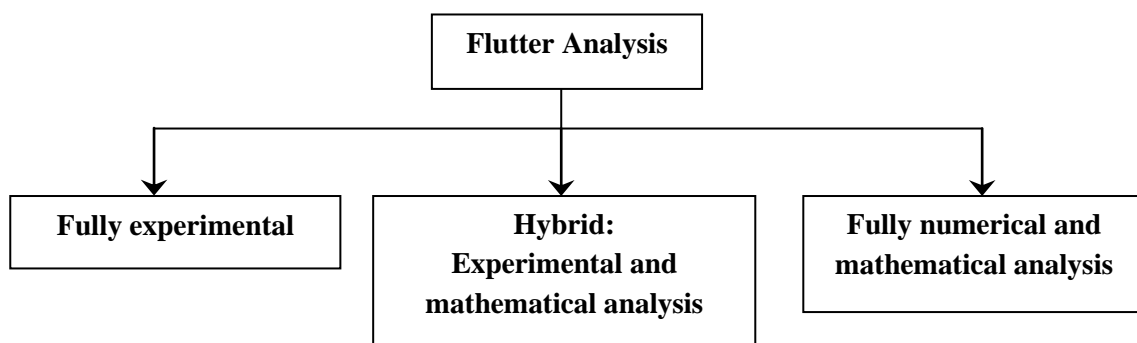 Flutter Analysis
Fully experimental
Hybrid:
Experimental and
mathematical analysis
Fully numerical and
mathematical analysis